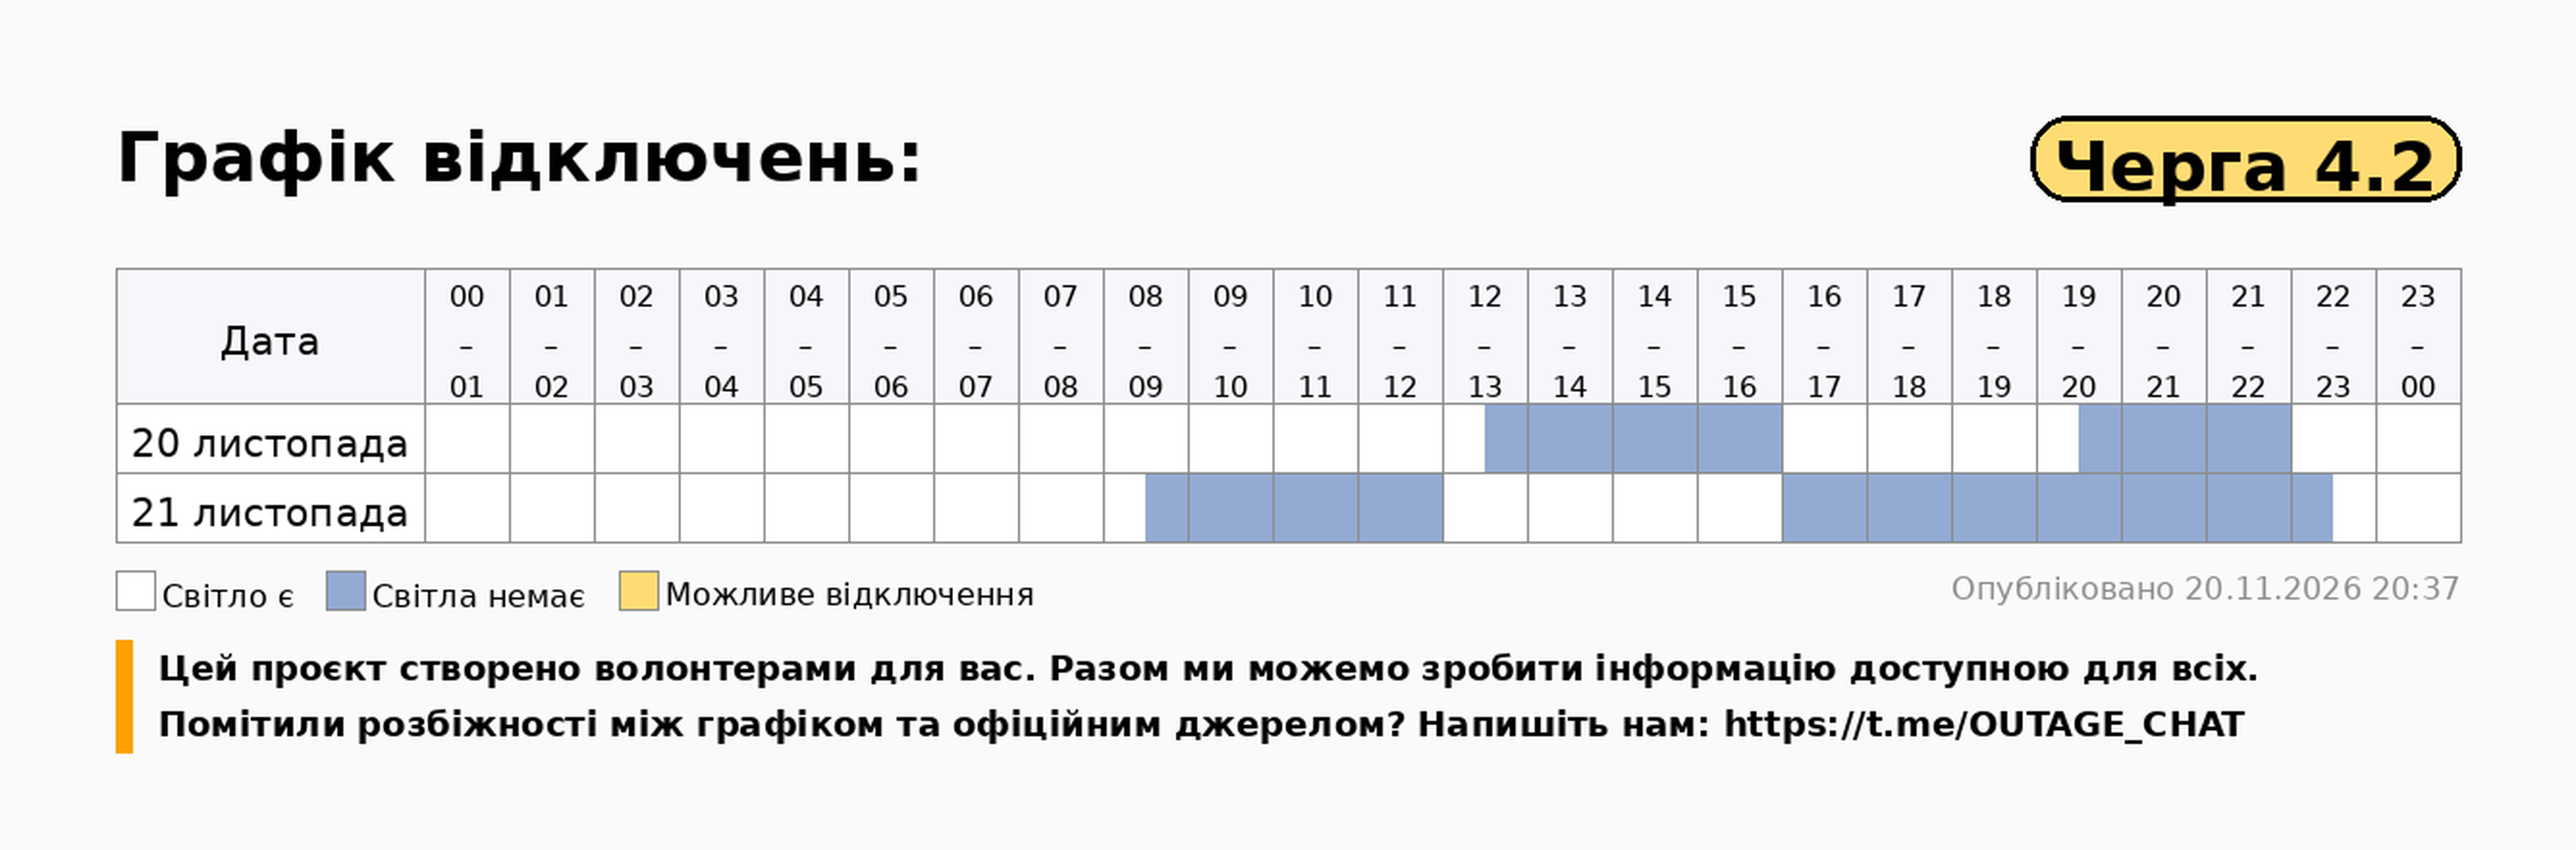 Графік відключень:
Черга 4.2
Дата
00 – 01
01 – 02
02 – 03
03 – 04
04 – 05
05 – 06
06 – 07
07 – 08
08 – 09
09 – 10
10 – 11
11 – 12
12 – 13
13 – 14
14 – 15
15 – 16
16 – 17
17 – 18
18 – 19
19 – 20
20 – 21
21 – 22
22 – 23
23 – 00
20 листопада
21 листопада
Світло є
Світла немає
Можливе відключення
Опубліковано 20.11.2026 20:37
Цей проєкт створено волонтерами для вас. Разом ми можемо зробити інформацію доступною для всіх.
Помітили розбіжності між графіком та офіційним джерелом? Напишіть нам: https://t.me/OUTAGE_CHAT